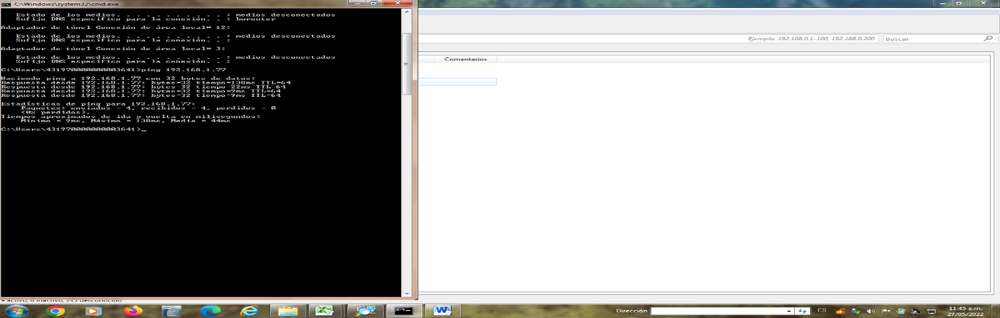 C:\Windows\system32\cmd.exe
Estado de los medios. . . . . . . . . . . : medios desconectados
Sufijo DNS específico para la conexión. . : borouter
Adaptador de túnel Conexión de área local* 12:
Estado de los medios. . . . . . . . . . . : medios desconectados
Sufijo DNS específico para la conexión. . :
Adaptador de túnel Conexión de área local* 3:
Estado de los medios. . . . . . . . . . . : medios desconectados
Sufijo DNS específico para la conexión. . :
C:\Users\431970000000003641>ping 192.168.1.77
Haciendo ping a 192.168.1.77 con 32 bytes de datos:
Respuesta desde 192.168.1.77: bytes=32 tiempo=138ms TTL=64
Respuesta desde 192.168.1.77: bytes=32 tiempo=22ms TTL=64
Respuesta desde 192.168.1.77: bytes=32 tiempo=9ms TTL=64
Respuesta desde 192.168.1.77: bytes=32 tiempo=9ms TTL=64
Estadísticas de ping para 192.168.1.77:
Paquetes: enviados = 4, recibidos = 4, perdidos = 0
(0% perdidos),
Tiempos aproximados de ida y vuelta en milisegundos:
Mínimo = 9ms, Máximo = 138ms, Media = 44ms
C:\Users\431970000000003641>_
Ejemplo: 192.168.0.1-100, 192.168.0.200
Buscar
Comentarios
9 activo, 0 inactivo, 245 desconocido
Dirección
ES
11:45 a.m.
27/05/2022